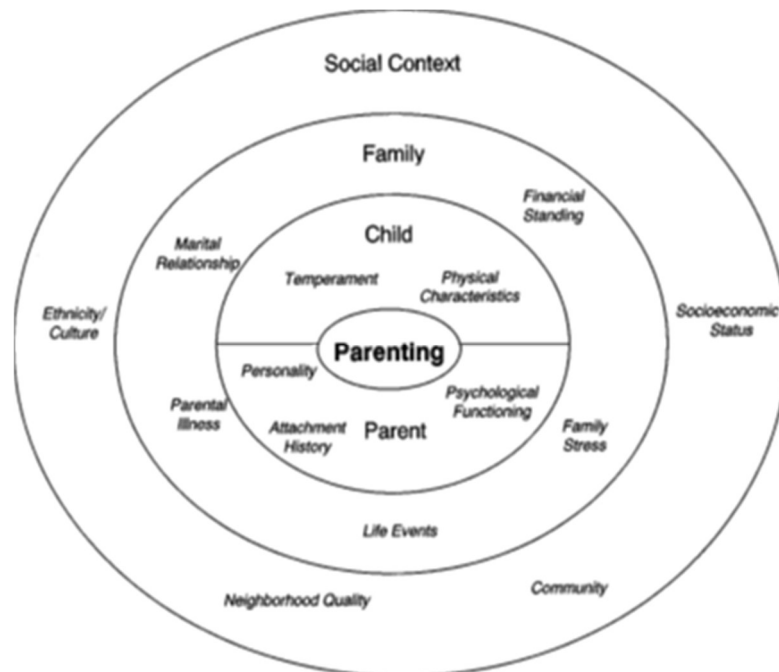 Social Context
Family
Financial
Standing
Child
Marital
Relationship
Temperament
Physical
Characteristics
Ethnicity/
Culture
Socioeconomic
Status
Parenting
Personality
Psychological
Functioning
Parental
Illness
Attachment
History
Parent
Family
Stress
Life Events
Neighborhood Quality
Community